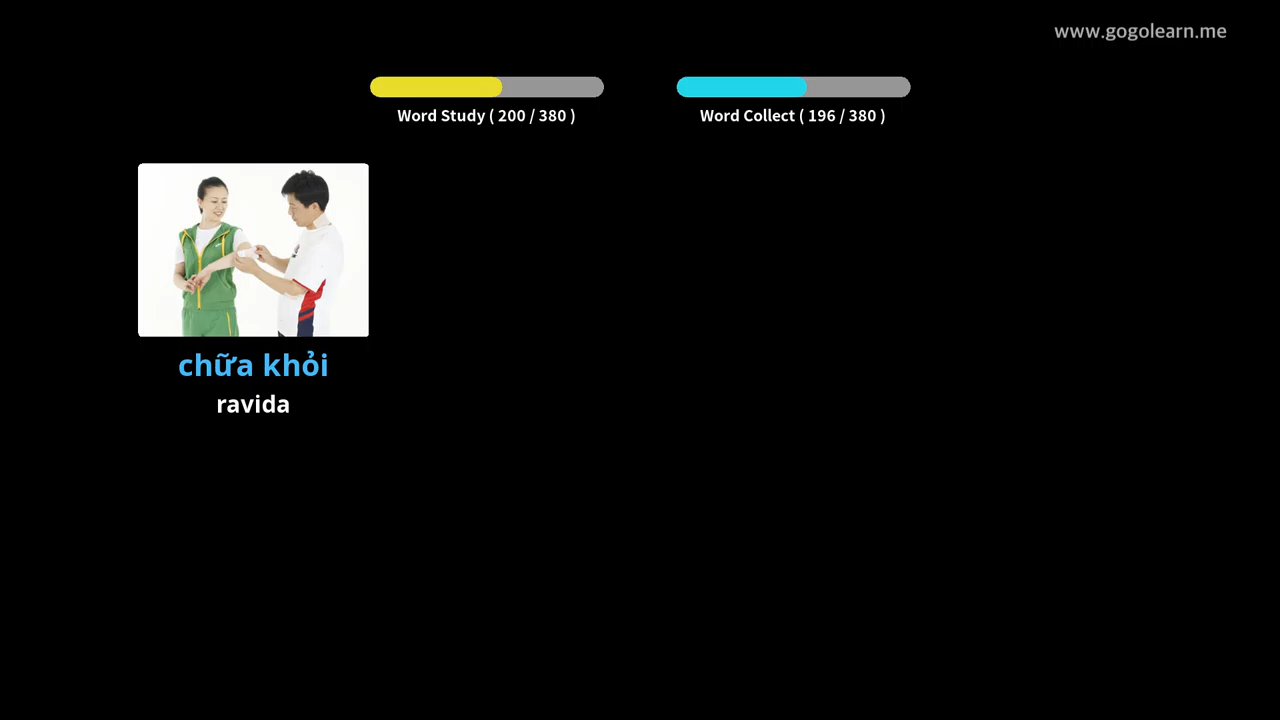 www.gogolearn.me
Word Study ( 200 / 380 )
Word Collect ( 196 / 380 )
chữa khỏi
ravida